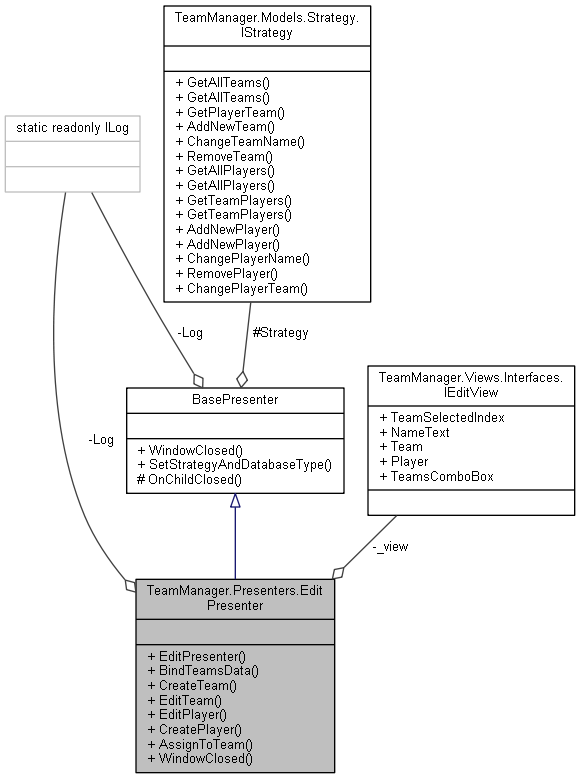 TeamManager.Models.Strategy.
IStrategy
+ GetAllTeams()
+ GetAllTeams()
+ GetPlayerTeam()
+ AddNewTeam()
+ ChangeTeamName()
+ RemoveTeam()
+ GetAllPlayers()
+ GetAllPlayers()
+ GetTeamPlayers()
+ GetTeamPlayers()
+ AddNewPlayer()
+ AddNewPlayer()
+ ChangePlayerName()
+ RemovePlayer()
+ ChangePlayerTeam()
static readonly ILog
-Log
#Strategy
BasePresenter
+ WindowClosed()
+ SetStrategyAndDatabaseType()
# OnChildClosed()
TeamManager.Views.Interfaces.
IEditView
+ TeamSelectedIndex
+ NameText
+ Team
+ Player
+ TeamsComboBox
-Log
-_view
TeamManager.Presenters.Edit
Presenter
+ EditPresenter()
+ BindTeamsData()
+ CreateTeam()
+ EditTeam()
+ EditPlayer()
+ CreatePlayer()
+ AssignToTeam()
+ WindowClosed()